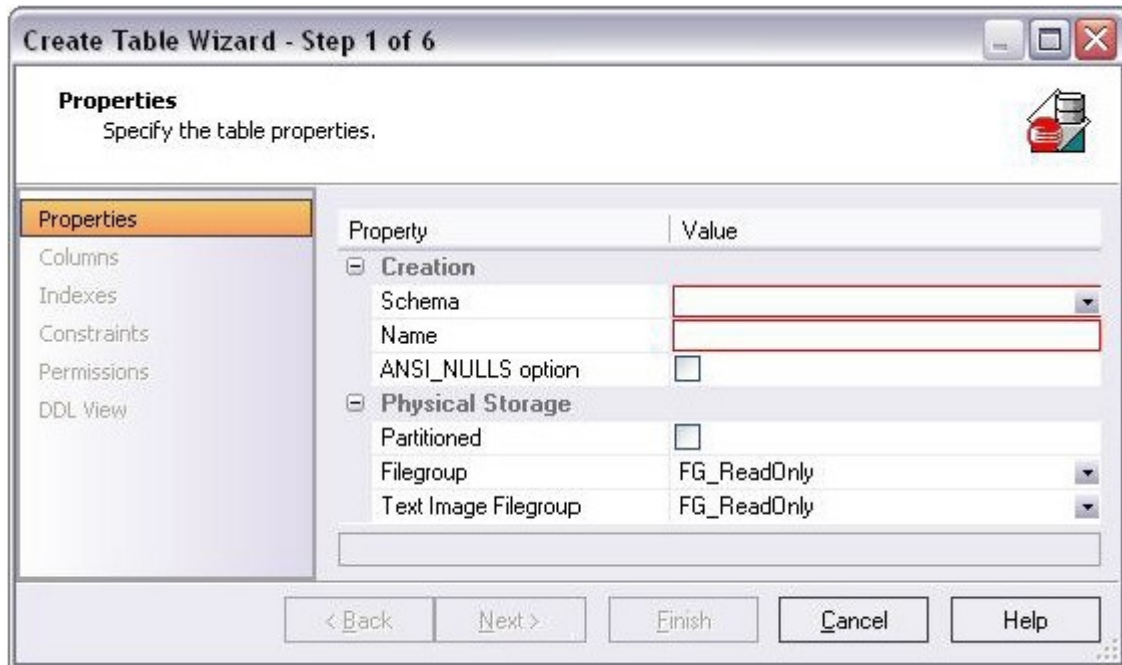 Create Table Wizard - Step 1 of 6
Properties
Specify the table properties.
Properties
Columns
Indexes
Constraints
Permissions
DDL View
Property Value
Creation
Schema
Name
ANSI_NULLS option
Physical Storage
Partitioned
Filegroup FG_ReadOnly
Text Image Filegroup FG_ReadOnly
< Back Next > Finish Cancel Help